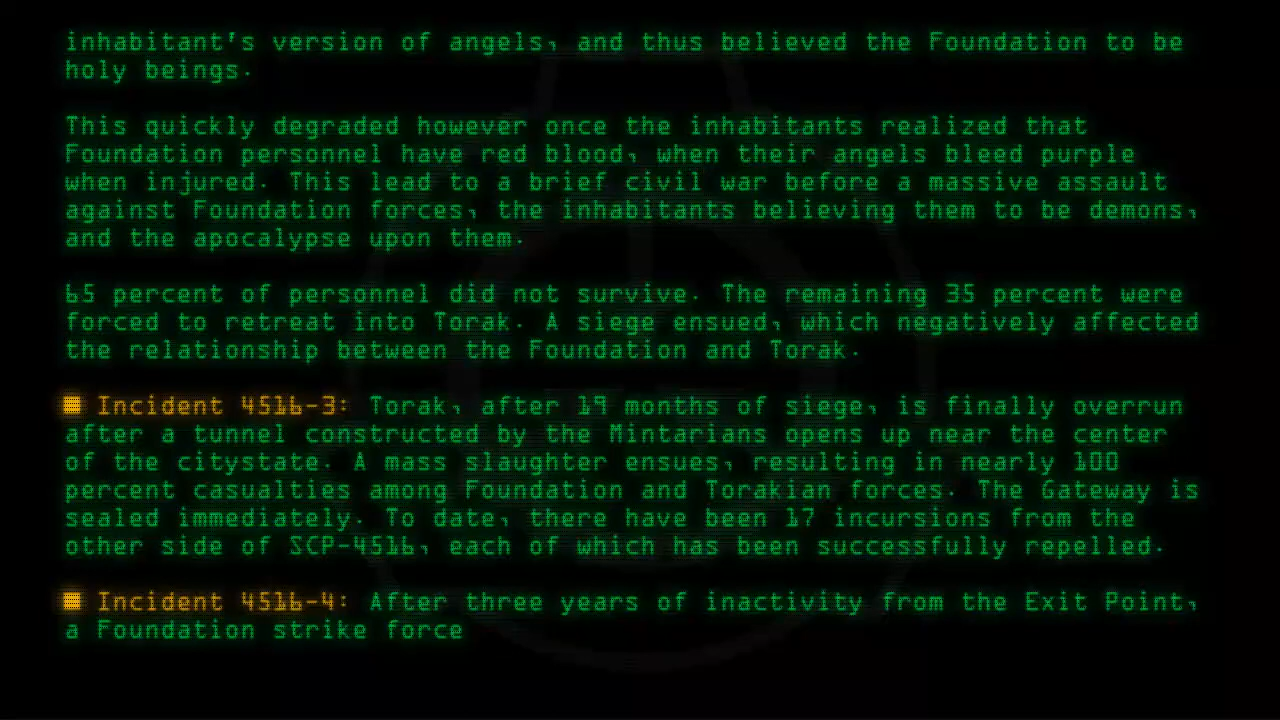 inhabitant's version of angels, and thus believed the Foundation to be
holy beings.
This quickly degraded however once the inhabitants realized that
Foundation personnel have red blood, when their angels bleed purple
when injured. This lead to a brief civil war before a massive assault
against Foundation forces, the inhabitants believing them to be demons,
and the apocalypse upon them.
65 percent of personnel did not survive. The remaining 35 percent were
forced to retreat into Torak. A siege ensued, which negatively affected
the relationship between the Foundation and Torak.
■ Incident 4516-3: Torak, after 19 months of siege, is finally overrun
after a tunnel constructed by the Mintarians opens up near the center
of the citystate. A mass slaughter ensues, resulting in nearly 100
percent casualties among Foundation and Torakian forces. The Gateway is
sealed immediately. To date, there have been 17 incursions from the
other side of SCP-4516, each of which has been successfully repelled.
■ Incident 4516-4: After three years of inactivity from the Exit Point,
a Foundation strike force